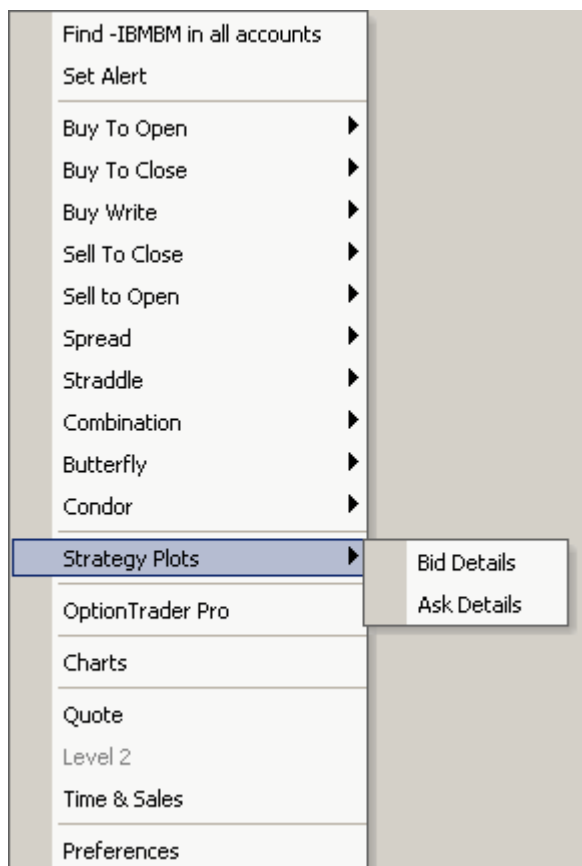 Find -IBMBM in all accounts
Set Alert
Buy To Open
Buy To Close
Buy Write
Sell To Close
Sell to Open
Spread
Straddle
Combination
Butterfly
Condor
Strategy Plots
Bid Details
Ask Details
OptionTrader Pro
Charts
Quote
Level 2
Time & Sales
Preferences